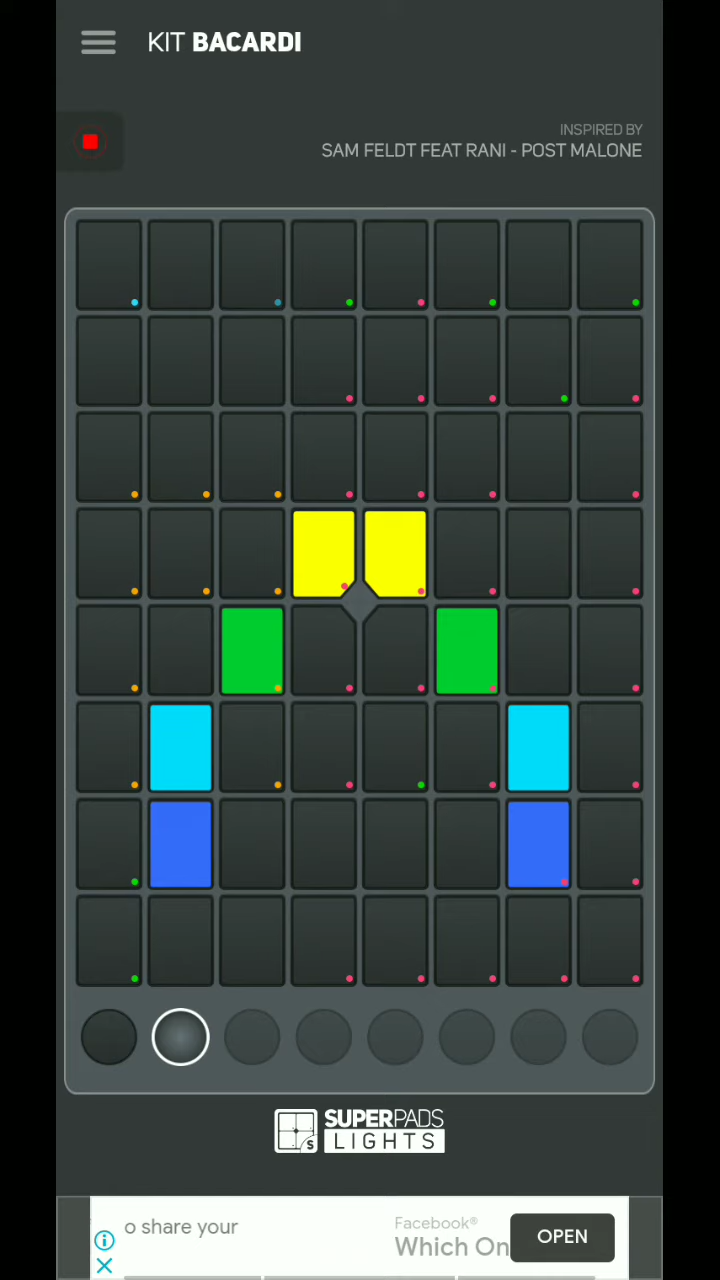 KIT BACARDI
INSPIRED BY
SAM FELDT FEAT RANI - POST MALONE
SUPERPADS
LIGHTS
S
o share your
Facebook®
Which On
OPEN